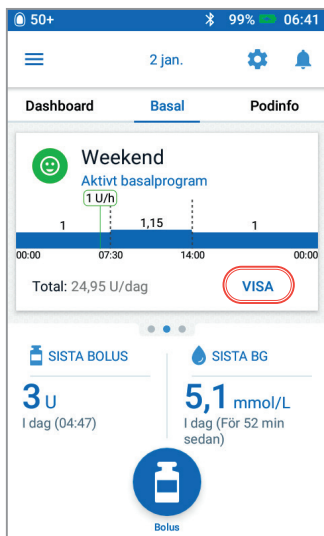 50+ 99% 06:41
2 jan.
Dashboard Basal Podinfo
Weekend
Aktivt basalprogram
1 U/h
1 1,15 1
00:00 07:30 14:00 00:00
Total: 24,95 U/dag VISA
SISTA BOLUS
3 U
I dag (04:47)
SISTA BG
5,1 mmol/L
I dag (För 52 min
sedan)
Bolus